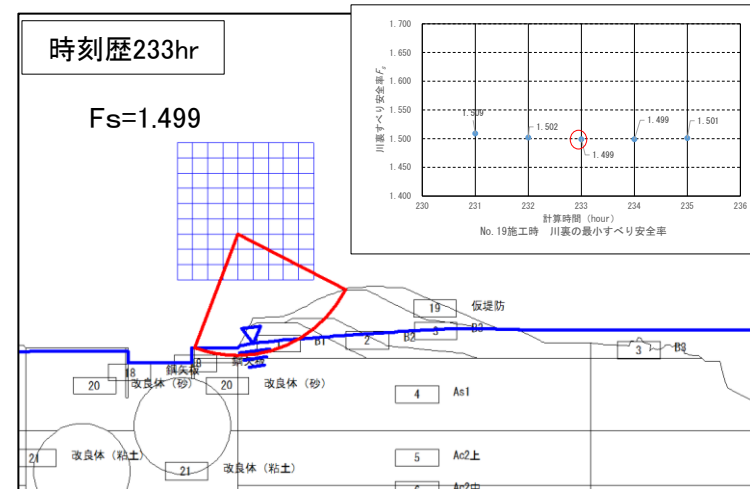 時刻歴233hr
Fs=1.499
川裏すべり安全率Fs
1.700
1.650
1.600
1.550
1.500
1.450
1.400
1.509
1.502
1.499
1.499
1.501
230
231
232
233
234
235
236
計算時間 (hour)
No.19施工時 川裏の最小すべり安全率
19 仮堤防
3 B3
2 B2
B1
3 B3
18 鋼矢板
20 改良体(砂)
20 改良体(砂)
4 As1
21 改良体(粘土)
21 改良体(粘土)
5 Ac2上
6 Ac2中